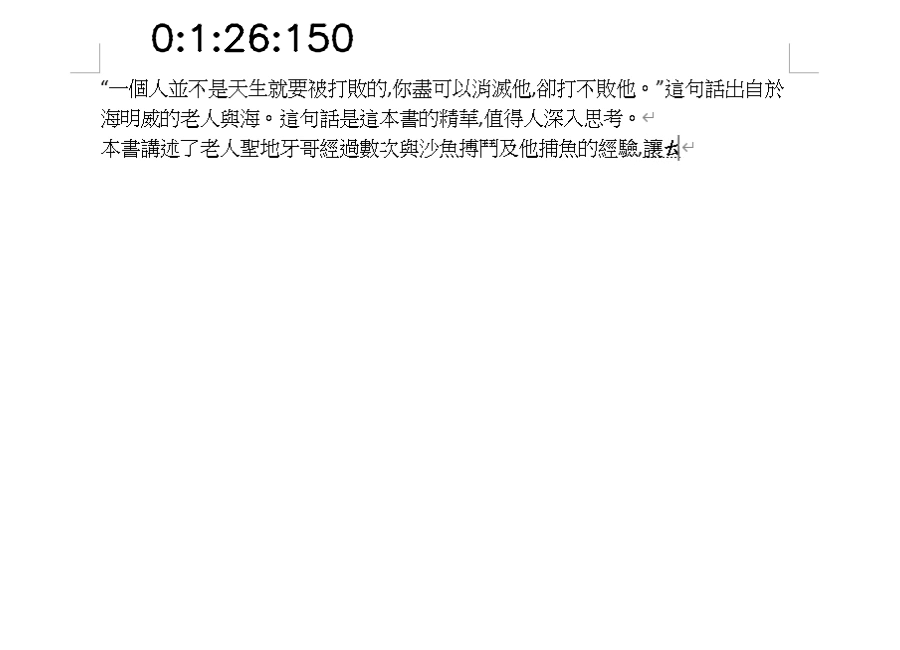 0:1:26:150
“一個人並不是天生就要被打敗的,你盡可以消滅他,卻打不敗他。”這句話出自於
海明威的老人與海。這句話是這本書的精華,值得人深入思考。
本書講述了老人聖地牙哥經過數次與沙魚搏鬥及他捕魚的經驗,讓